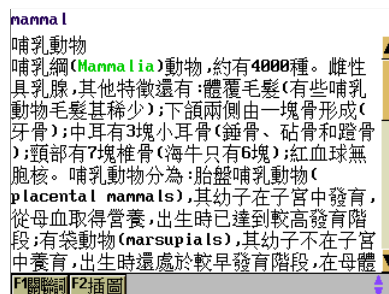 mammal
哺乳動物
哺乳綱(Mammalia)動物,約有4000種。雌性
具乳腺,其他特徵還有:體覆毛髮(有些哺乳
動物毛髮甚稀少);下頜兩側由一塊骨形成(
牙骨);中耳有3塊小耳骨(錘骨、砧骨和蹬骨
);頸部有7塊椎骨(海牛只有6塊);紅血球無
胞核。哺乳動物分為:胎盤哺乳動物(
placental mammals),其幼子在子宮中發育,
從母血取得營養,出生時已達到較高發育階
段;有袋動物(marsupials),其幼子不在子宮
中養育,出生時還處於較早發育階段,在母體
F1關聯詞 F2插圖